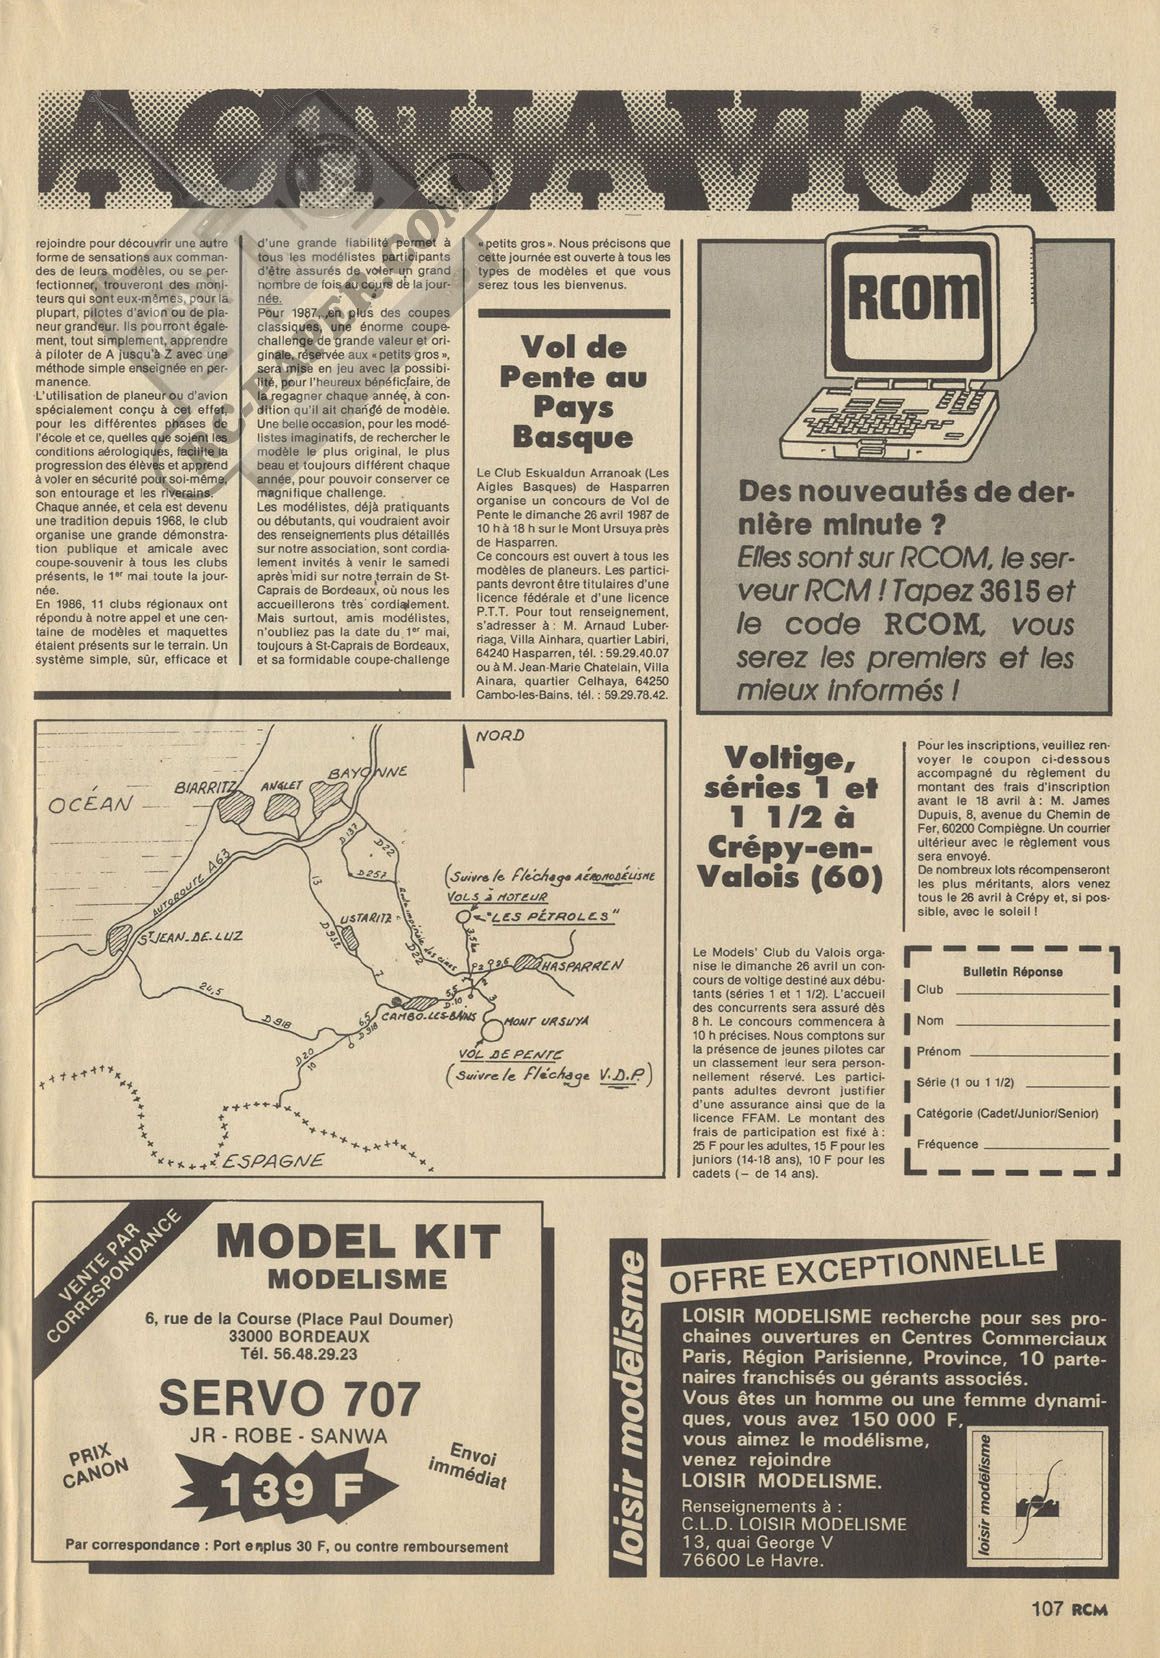 ACTUAVION
RC-PAPER.COM
rejoindre pour découvrir une autre
forme de sensations aux comman-
des de leurs modèles, ou se per-
fectionner, trouveront des moni-
teurs qui sont eux-mêmes, pour la
plupart, pilotes d'avion ou de pla-
neur grandeur. Ils pourront égale-
ment, tout simplement, apprendre
à piloter de A jusqu'à Z avec une
méthode simple enseignée en per-
manence.
L'utilisation de planeur ou d'avion
spécialement conçu à cet effet,
pour les différentes phases de
l'école et ce, quelles que soient les
conditions aérologiques, facilite la
progression des élèves et apprend
à voler en sécurité pour soi-même,
son entourage et les riverains.
Chaque année, et cela est devenu
une tradition depuis 1968, le club
organise une grande démonstra-
tion publique et amicale avec
coupe-souvenir à tous les clubs
présents, le 1er mai toute la jour-
née.
En 1986, 11 clubs régionaux ont
répondu à notre appel et une cen-
taine de modèles et maquettes
étaient présents sur le terrain. Un
système simple, sûr, efficace et
d'une grande fiabilité permet à
tous les modélistes participants
d'être assurés de voler un grand
nombre de fois au cours de la jour-
née.
Pour 1987, en plus des coupes
classiques, une énorme coupe-
challenge de grande valeur et ori-
ginale, réservée aux « petits gros »,
sera mise en jeu avec la possibi-
lité, pour l'heureux bénéficiaire, de
la regagner chaque année, à con-
dition qu'il ait changé de modèle.
Une belle occasion, pour les modé-
listes imaginatifs, de rechercher le
modèle le plus original, le plus
beau et toujours différent chaque
année, pour pouvoir conserver ce
magnifique challenge.
Les modélistes, déjà pratiquants
ou débutants, qui voudraient avoir
des renseignements plus détaillés
sur notre association, sont cordia-
lement invités à venir le samedi
après midi sur notre terrain de St-
Caprais de Bordeaux, où nous les
accueillerons très cordialement.
Mais surtout, amis modélistes,
n'oubliez pas la date du 1er mai,
toujours à St-Caprais de Bordeaux,
et sa formidable coupe-challenge
« petits gros ». Nous précisons que
cette journée est ouverte à tous les
types de modèles et que vous
serez tous les bienvenus.
Vol de
Pente au
Pays
Basque
Le Club Eskualdun Arranoak (Les
Aigles Basques) de Hasparren
organise un concours de Vol de
Pente le dimanche 26 avril 1987 de
10 h à 18 h sur le Mont Ursuya près
de Hasparren.
Ce concours est ouvert à tous les
modèles de planeurs. Les partici-
pants devront être titulaires d'une
licence fédérale et d'une licence
P.T.T. Pour tout renseignement,
s'adresser à : M. Arnaud Luber-
riaga, Villa Ainhara, quartier Labiri,
64240 Hasparren, tél. : 59.29.40.07
ou à M. Jean-Marie Chatelain, Villa
Ainara, quartier Celhaya, 64250
Cambo-les-Bains, tél. : 59.29.78.42.
RCOM
Des nouveautés de der-
nière minute ?
Elles sont sur RCOM, le ser-
veur RCM ! Tapez 3615 et
le code RCOM, vous
serez les premiers et les
mieux informés !
NORD
OCÉAN
BIARRITZ
ANGLET
BAYONNE
AUTOROUTE A63
D.137
D22
D257
13
USTARITZ
D.932
Route impériale des cimes
D22
(Suivre le fléchage AÉROMODÉLISME
VOLS à MOTEUR
"LES PÉTROLES"
3,5 km
2,6
HASPARREN
ST JEAN-DE-LUZ
24,5
D.918
6,5
D.918
7
CAMBO-LES-BAINS
5,5
D.10
3
MONT URSUYA
VOL DE PENTE
(Suivre le fléchage V.D.P.)
D.20
10
ESPAGNE
Voltige,
séries 1 et
1 1/2 à
Crépy-en-
Valois (60)
Le Models' Club du Valois orga-
nise le dimanche 26 avril un con-
cours de voltige destiné aux débu-
tants (séries 1 et 1 1/2). L'accueil
des concurrents sera assuré dès
8 h. Le concours commencera à
10 h précises. Nous comptons sur
la présence de jeunes pilotes car
un classement leur sera person-
nellement réservé. Les partici-
pants adultes devront justifier
d'une assurance ainsi que de la
licence FFAM. Le montant des
frais de participation est fixé à :
25 F pour les adultes, 15 F pour les
juniors (14-18 ans), 10 F pour les
cadets (– de 14 ans).
Pour les inscriptions, veuillez ren-
voyer le coupon ci-dessous
accompagné du règlement du
montant des frais d'inscription
avant le 18 avril à : M. James
Dupuis, 8, avenue du Chemin de
Fer, 60200 Compiègne. Un courrier
ultérieur avec le règlement vous
sera envoyé.
De nombreux lots récompenseront
les plus méritants, alors venez
tous le 26 avril à Crépy et, si pos-
sible, avec le soleil !
Bulletin Réponse
Club
Nom
Prénom
Série (1 ou 1 1/2)
Catégorie (Cadet/Junior/Senior)
Fréquence
VENTE PAR
CORRESPONDANCE
MODEL KIT
MODELISME
6, rue de la Course (Place Paul Doumer)
33000 BORDEAUX
Tél. 56.48.29.23
SERVO 707
JR - ROBE - SANWA
PRIX
CANON
139 F
Envoi
immédiat
Par correspondance : Port en plus 30 F, ou contre remboursement
loisir modélisme
OFFRE EXCEPTIONNELLE
LOISIR MODELISME recherche pour ses pro-
chaines ouvertures en Centres Commerciaux
Paris, Région Parisienne, Province, 10 parte-
naires franchisés ou gérants associés.
Vous êtes un homme ou une femme dynami-
ques, vous avez 150 000 F,
vous aimez le modélisme,
venez rejoindre
LOISIR MODELISME.
Renseignements à :
C.L.D. LOISIR MODELISME
13, quai George V
76600 Le Havre.
loisir modélisme
107 RCM